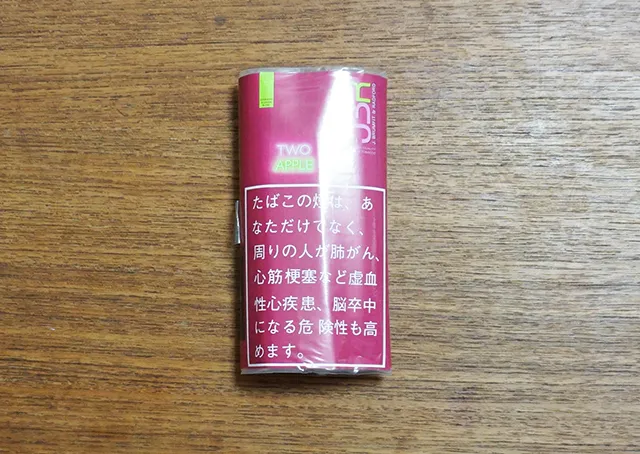 TWO
APPLE
J. BRUMFIT & RADFORD
たばこの煙は、あ
なただけでなく、
周りの人が肺がん、
心筋梗塞など虚血
性心疾患、脳卒中
になる危険性も高
めます。